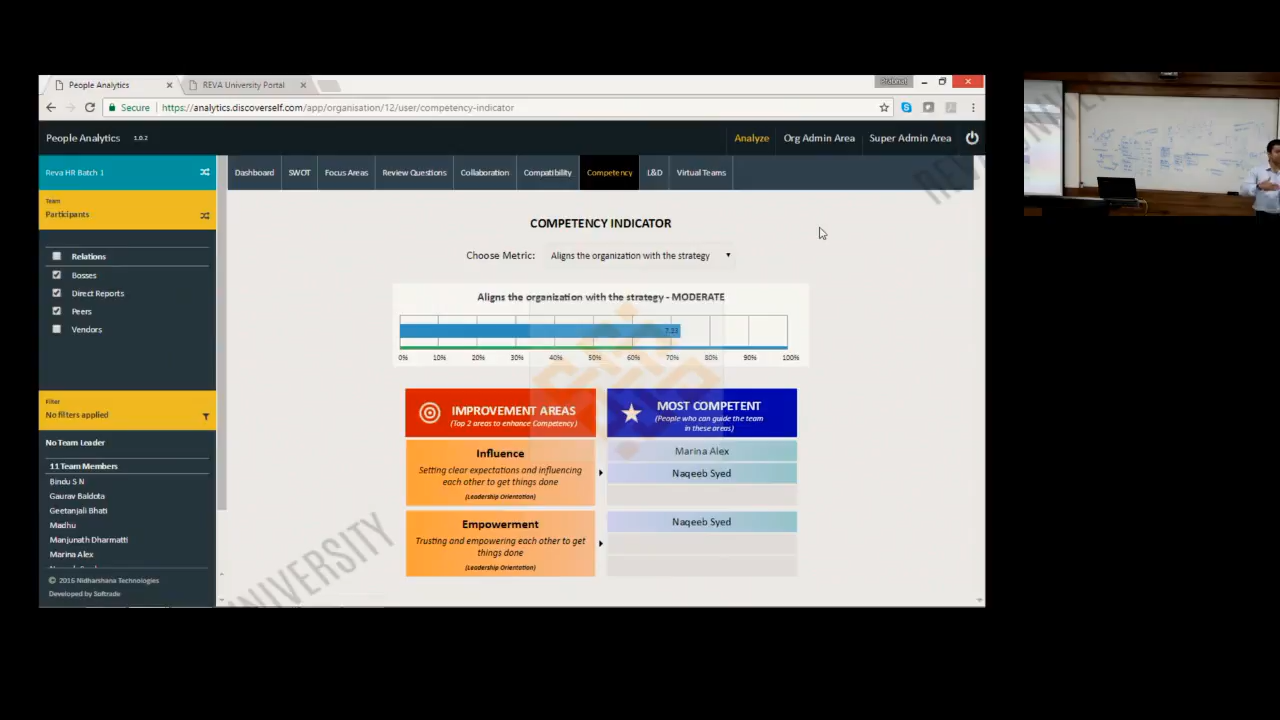 People Analytics
REVA University Portal
Secure
https://analytics.discoverself.com/app/organisation/12/user/competency-indicator
People Analytics 1.0.2
Analyze Org Admin Area Super Admin Area
Reva HR Batch 1
Dashboard SWOT Focus Areas Review Questions Collaboration Compatibility Competency L&D Virtual Teams
Team
Participants
Relations
Bosses
Direct Reports
Peers
Vendors
Filter
No filters applied
No Team Leader
11 Team Members
Bindu S N
Gaurav Baldota
Geetanjali Bhati
Madhu
Manjunath Dharmatti
Marina Alex
© 2016 Nidharshana Technologies
Developed by Softrade
COMPETENCY INDICATOR
Choose Metric: Aligns the organization with the strategy
Aligns the organization with the strategy - MODERATE
7.23
0% 10% 20% 30% 40% 50% 60% 70% 80% 90% 100%
IMPROVEMENT AREAS
(Top 2 areas to enhance Competency)
MOST COMPETENT
(People who can guide the team
in these areas)
Influence
Setting clear expectations and influencing
each other to get things done
(Leadership Orientation)
Marina Alex
Naqeeb Syed
Empowerment
Trusting and empowering each other to get
things done
(Leadership Orientation)
Naqeeb Syed